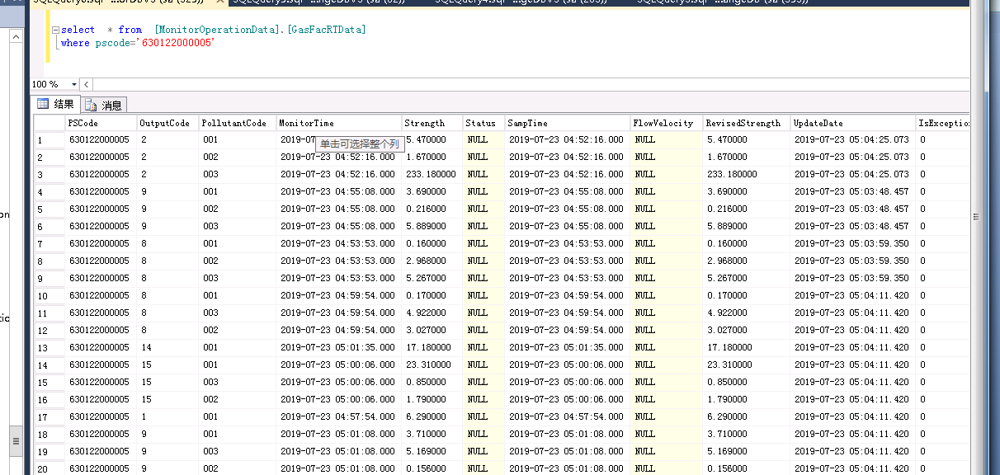 select * from [MonitorOperationData].[GasFacRTData]
where pscode='630122000005'
100 %
结果 消息
PSCode OutputCode PollutantCode MonitorTime Strength Status SampTime FlowVelocity RevisedStrength UpdateDate IsException
1 630122000005 2 001 2019-07 5.470000 NULL 2019-07-23 04:52:16.000 NULL 5.470000 2019-07-23 05:04:25.073 0
单击可选择整个列
2 630122000005 2 002 2019-07-23 04:52:16.000 1.670000 NULL 2019-07-23 04:52:16.000 NULL 1.670000 2019-07-23 05:04:25.073 0
3 630122000005 2 003 2019-07-23 04:52:16.000 233.180000 NULL 2019-07-23 04:52:16.000 NULL 233.180000 2019-07-23 05:04:25.073 0
4 630122000005 9 001 2019-07-23 04:55:08.000 3.690000 NULL 2019-07-23 04:55:08.000 NULL 3.690000 2019-07-23 05:03:48.457 0
5 630122000005 9 002 2019-07-23 04:55:08.000 0.216000 NULL 2019-07-23 04:55:08.000 NULL 0.216000 2019-07-23 05:03:48.457 0
6 630122000005 9 003 2019-07-23 04:55:08.000 5.889000 NULL 2019-07-23 04:55:08.000 NULL 5.889000 2019-07-23 05:03:48.457 0
7 630122000005 8 001 2019-07-23 04:53:53.000 0.160000 NULL 2019-07-23 04:53:53.000 NULL 0.160000 2019-07-23 05:03:59.350 0
8 630122000005 8 002 2019-07-23 04:53:53.000 2.968000 NULL 2019-07-23 04:53:53.000 NULL 2.968000 2019-07-23 05:03:59.350 0
9 630122000005 8 003 2019-07-23 04:53:53.000 5.267000 NULL 2019-07-23 04:53:53.000 NULL 5.267000 2019-07-23 05:03:59.350 0
10 630122000005 8 001 2019-07-23 04:59:54.000 0.170000 NULL 2019-07-23 04:59:54.000 NULL 0.170000 2019-07-23 05:04:11.420 0
11 630122000005 8 003 2019-07-23 04:59:54.000 4.922000 NULL 2019-07-23 04:59:54.000 NULL 4.922000 2019-07-23 05:04:11.420 0
12 630122000005 8 002 2019-07-23 04:59:54.000 3.027000 NULL 2019-07-23 04:59:54.000 NULL 3.027000 2019-07-23 05:04:11.420 0
13 630122000005 14 001 2019-07-23 05:01:35.000 17.180000 NULL 2019-07-23 05:01:35.000 NULL 17.180000 2019-07-23 05:04:11.420 0
14 630122000005 15 001 2019-07-23 05:00:06.000 23.310000 NULL 2019-07-23 05:00:06.000 NULL 23.310000 2019-07-23 05:04:11.420 0
15 630122000005 15 003 2019-07-23 05:00:06.000 0.850000 NULL 2019-07-23 05:00:06.000 NULL 0.850000 2019-07-23 05:04:11.420 0
16 630122000005 15 002 2019-07-23 05:00:06.000 1.790000 NULL 2019-07-23 05:00:06.000 NULL 1.790000 2019-07-23 05:04:11.420 0
17 630122000005 1 001 2019-07-23 04:57:54.000 6.290000 NULL 2019-07-23 04:57:54.000 NULL 6.290000 2019-07-23 05:04:11.420 0
18 630122000005 9 001 2019-07-23 05:01:08.000 3.710000 NULL 2019-07-23 05:01:08.000 NULL 3.710000 2019-07-23 05:04:11.420 0
19 630122000005 9 003 2019-07-23 05:01:08.000 5.169000 NULL 2019-07-23 05:01:08.000 NULL 5.169000 2019-07-23 05:04:11.420 0
20 630122000005 9 002 2019-07-23 05:01:08.000 0.156000 NULL 2019-07-23 05:01:08.000 NULL 0.156000 2019-07-23 05:04:11.420 0